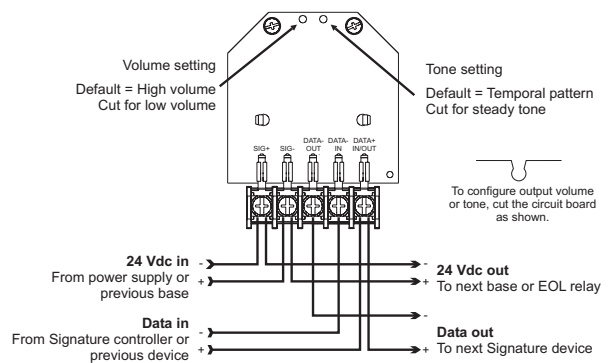 Volume setting
Default = High volume
Cut for low volume
Tone setting
Default = Temporal pattern
Cut for steady tone
SIG+
SIG-
DATA-
OUT
DATA-
IN
DATA+
IN/OUT
To configure output volume
or tone, cut the circuit board
as shown.
24 Vdc in
-
From power supply or
previous base
+
-
24 Vdc out
+
To next base or EOL relay
Data in
-
From Signature controller or
previous device
+
-
Data out
+
To next Signature device